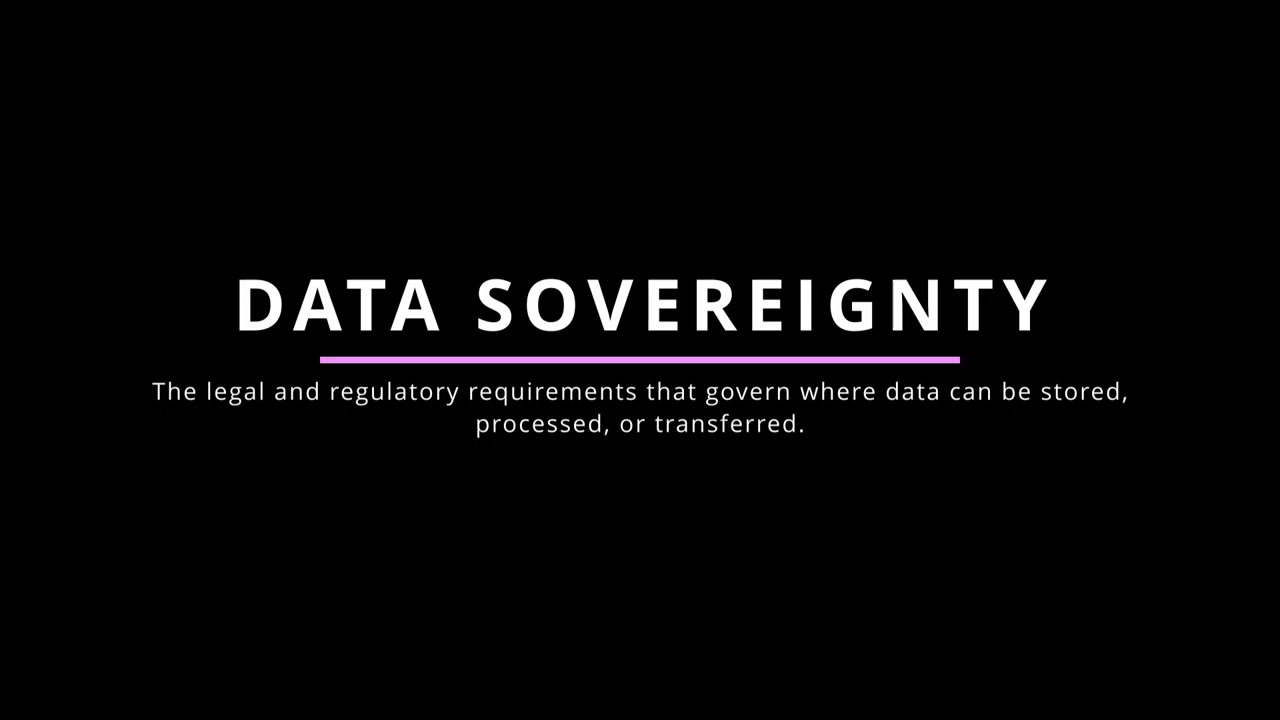 DATA SOVEREIGNTY
The legal and regulatory requirements that govern where data can be stored,
processed, or transferred.